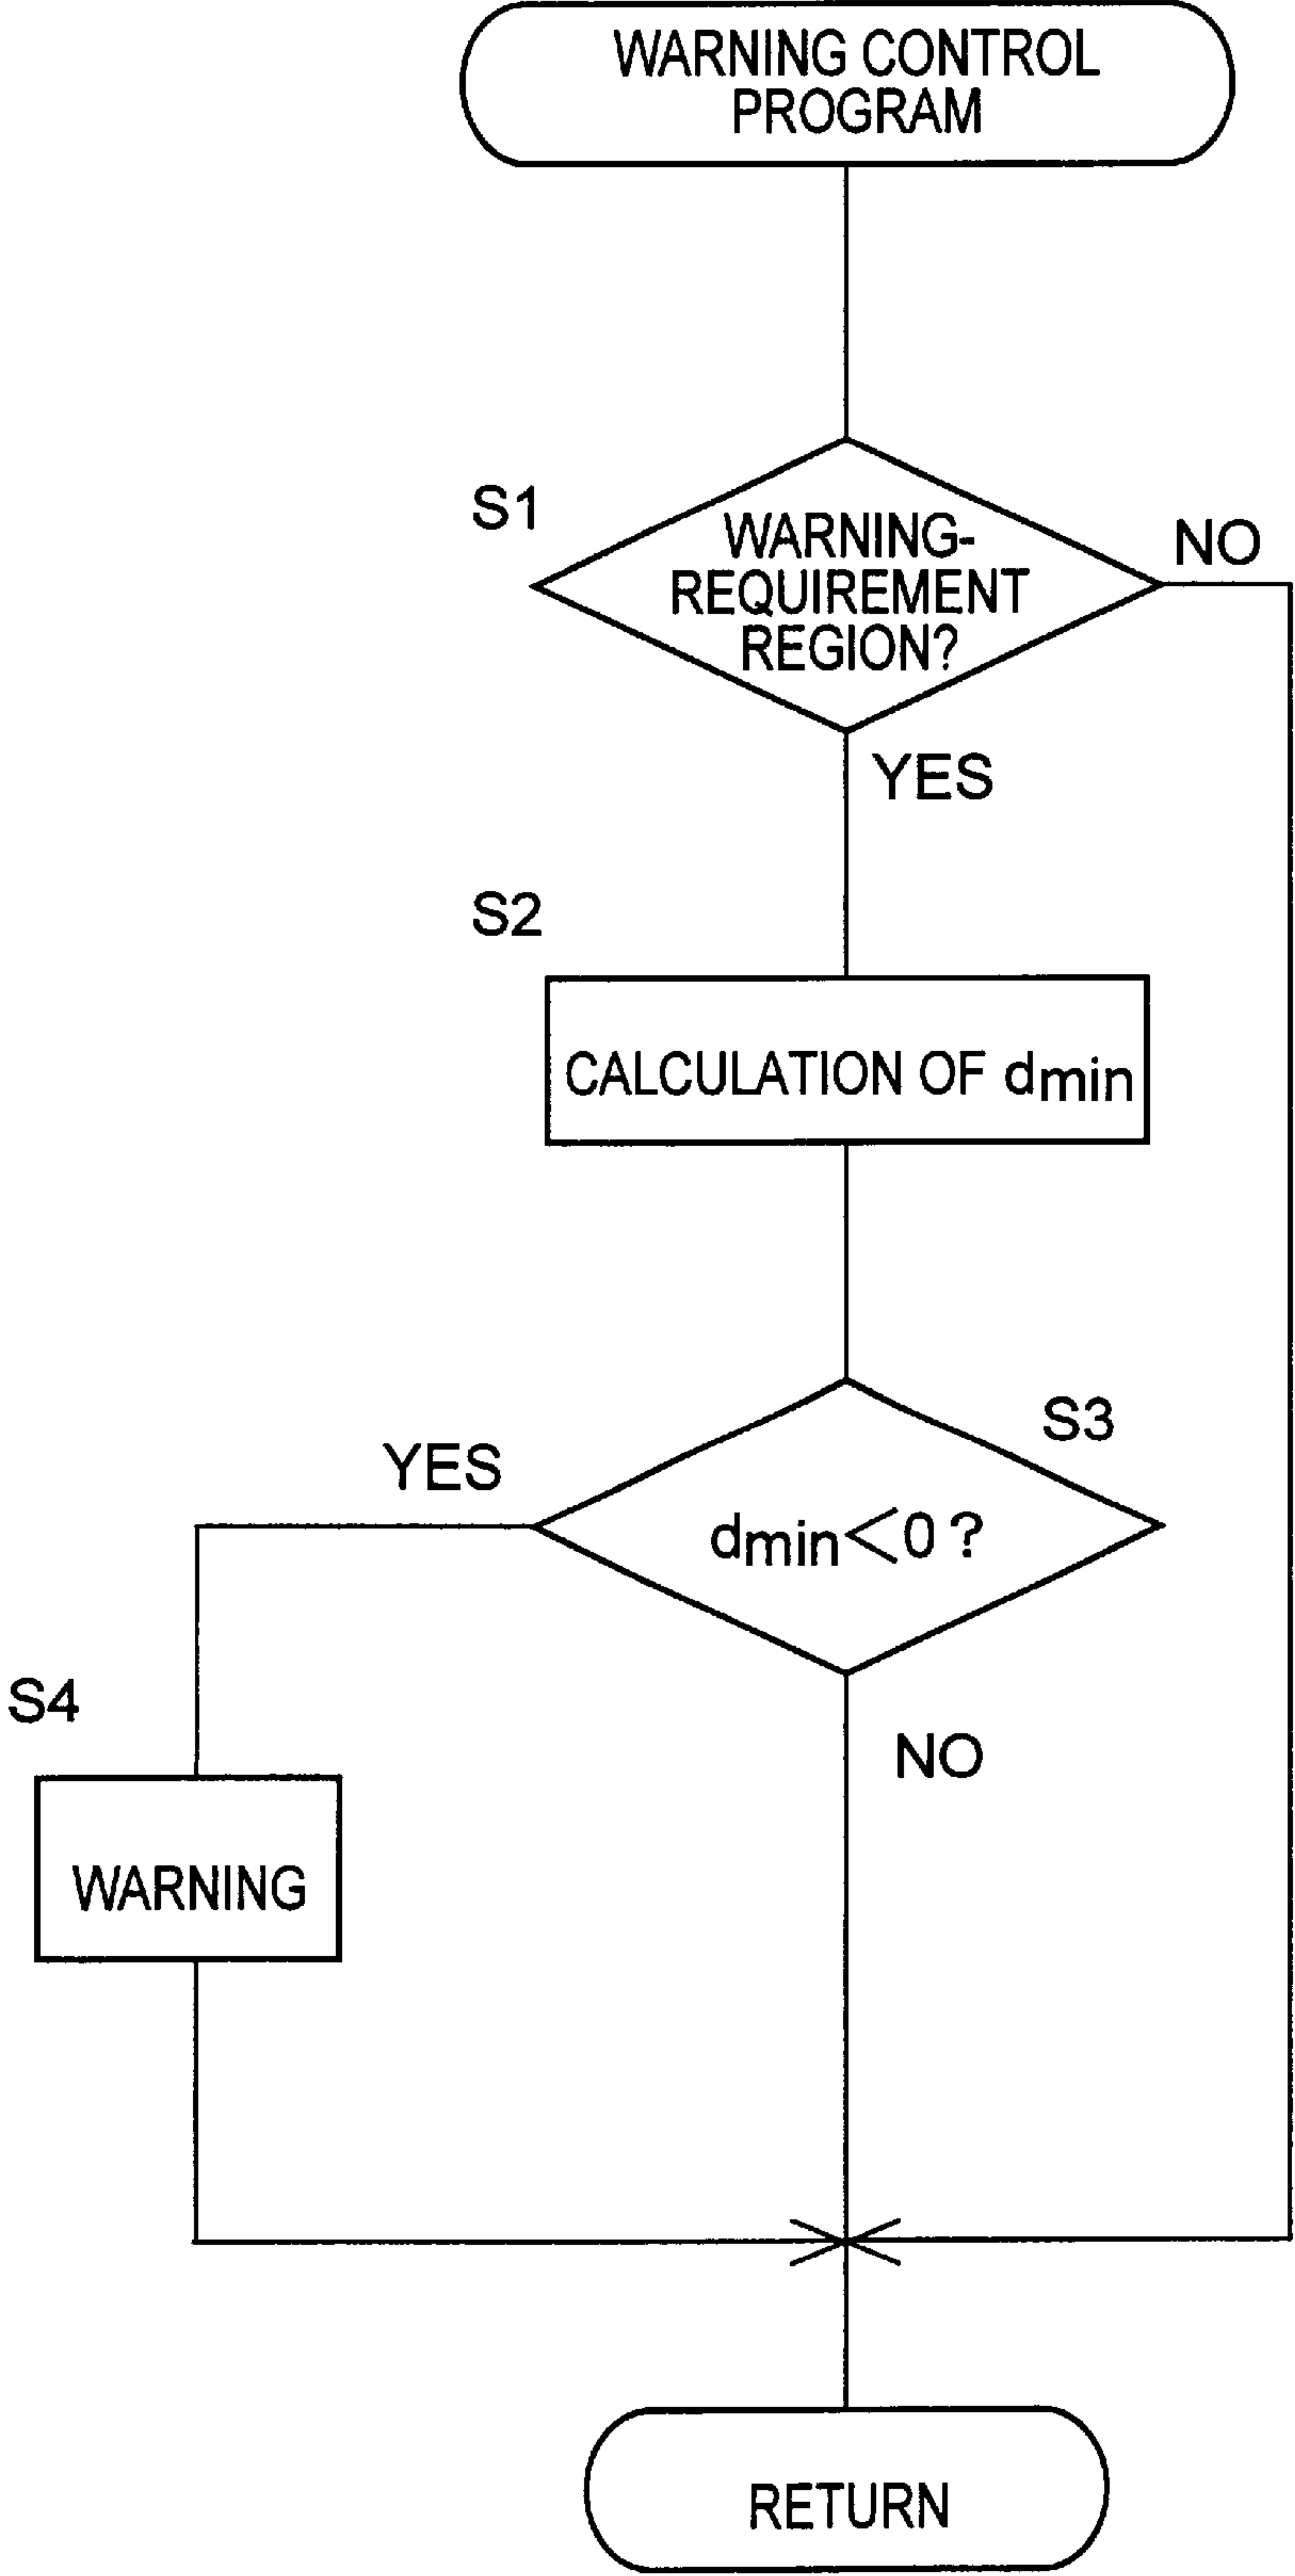 WARNING CONTROL
PROGRAM
S1
WARNING-
REQUIREMENT
REGION?
NO
YES
S2
CALCULATION OF dmin
S3
YES
dmin<0?
S4
NO
WARNING
RETURN